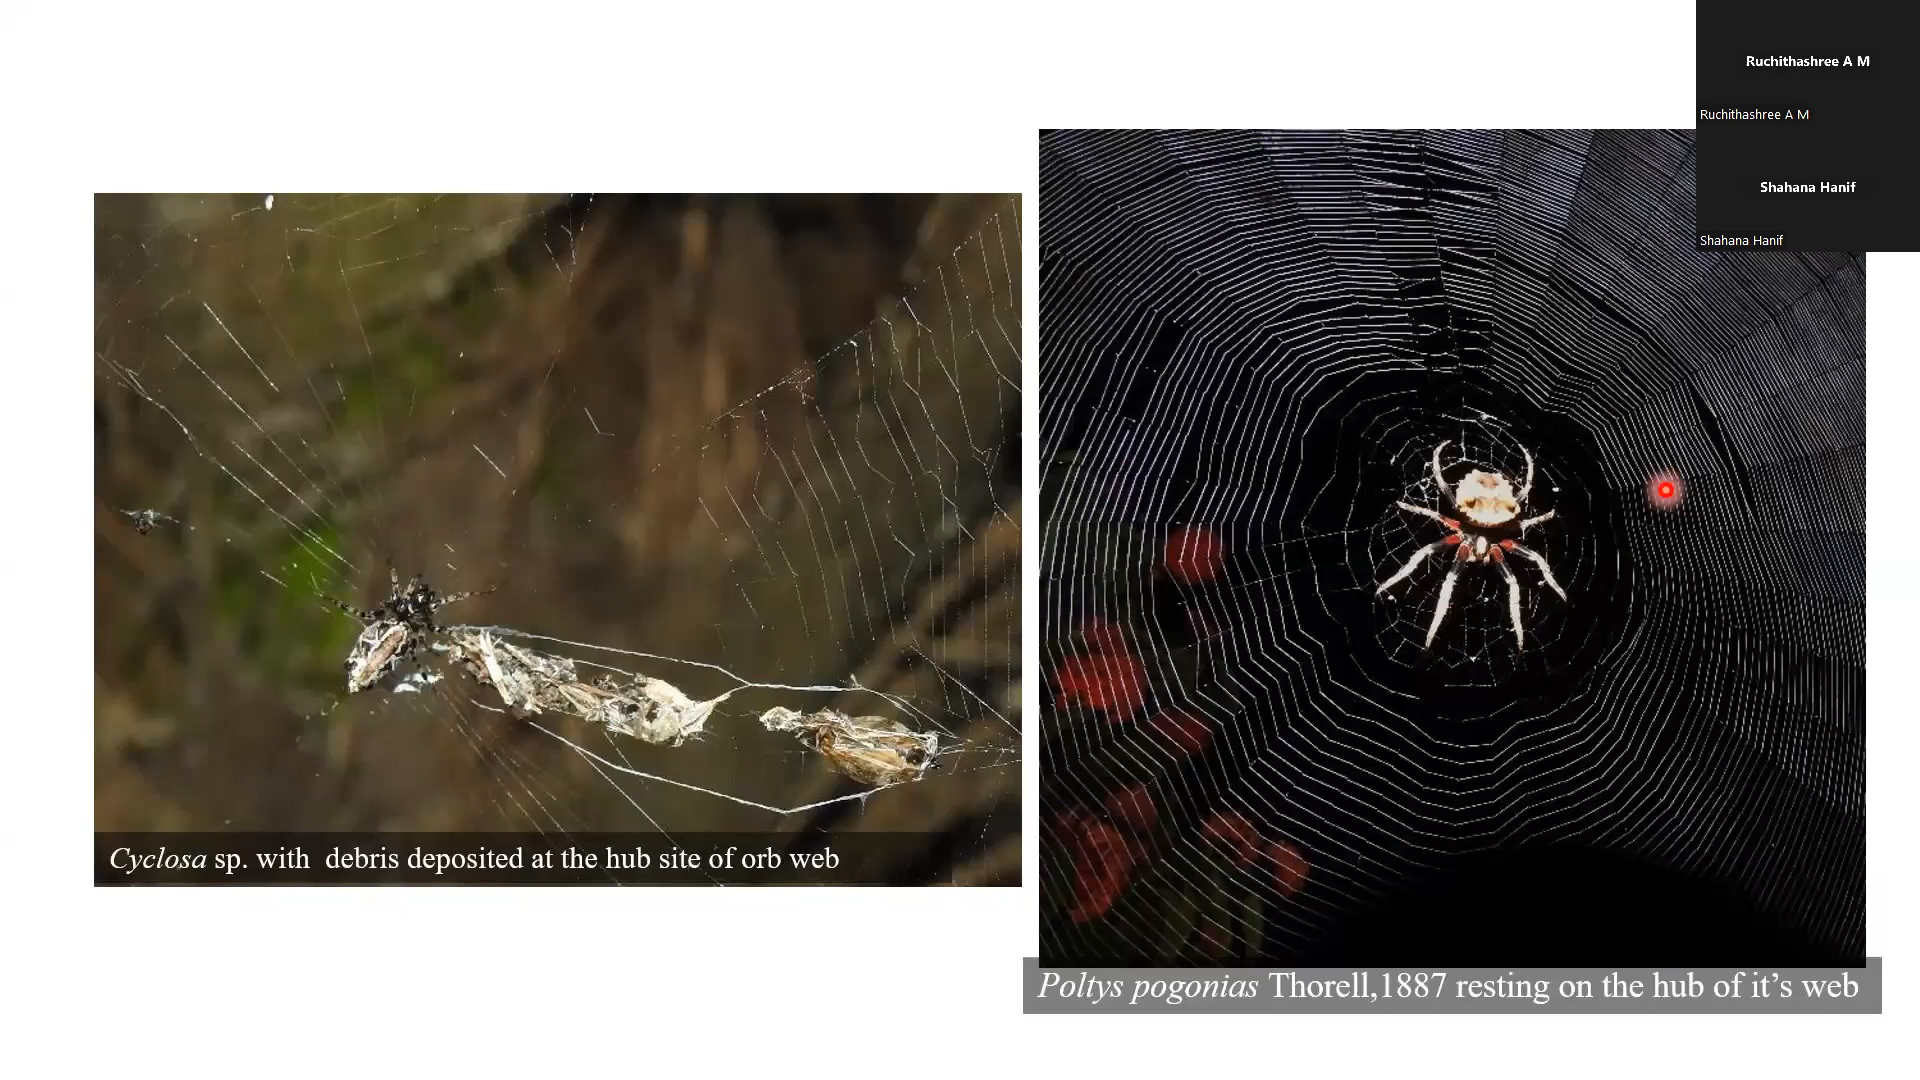 Ruchithashree A M
Ruchithashree A M
Shahana Hanif
Shahana Hanif
Cyclosa sp. with debris deposited at the hub site of orb web
Poltys pogonias Thorell,1887 resting on the hub of it’s web